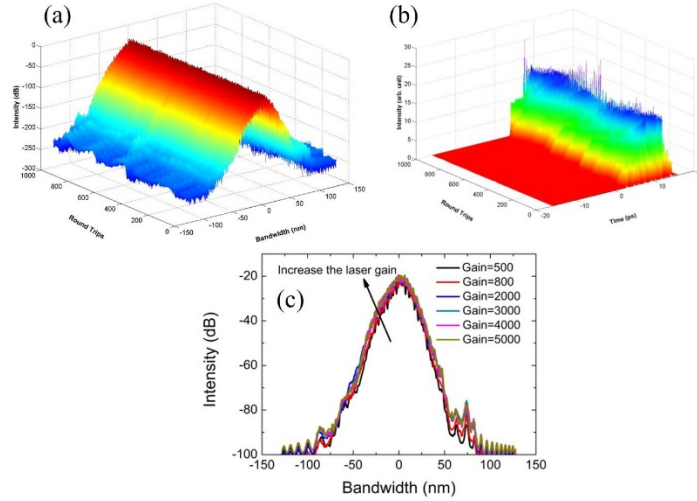 (a)
0
-50
-100
-150
-200
-250
-300
1000
800
600
400
200
0
-150
-100
-50
0
50
100
150
Intensity (dB)
Round Trips
Bandwidth (nm)
(b)
30
25
20
15
10
5
0
1000
800
600
400
200
0
-20
-10
0
10
Intensity (arb. unit)
Round Trips
Time (ps)
(c)
Increase the laser gain
Gain=500
Gain=800
Gain=2000
Gain=3000
Gain=4000
Gain=5000
-20
-40
-60
-80
-100
Intensity (dB)
-150
-100
-50
0
50
100
150
Bandwidth (nm)